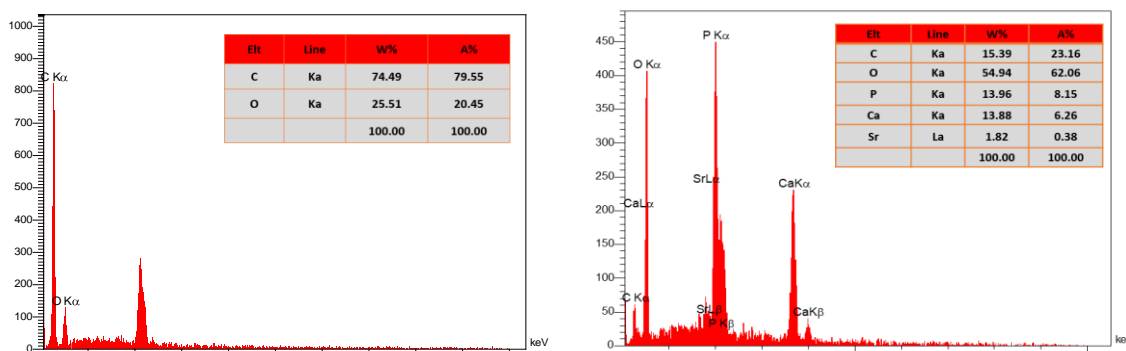 1000
900
800
700
600
500
400
300
200
100
0
C Kα
O Kα
keV
Elt Line W% A%
C Ka 74.49 79.55
O Ka 25.51 20.45
100.00 100.00
450
400
350
300
250
200
150
100
50
0
P Kα
O Kα
SrLα
CaLα
CaKα
C Kα
SrLβ
P Kβ
CaKβ
ke
Elt Line W% A%
C Ka 15.39 23.16
O Ka 54.94 62.06
P Ka 13.96 8.15
Ca Ka 13.88 6.26
Sr La 1.82 0.38
100.00 100.00